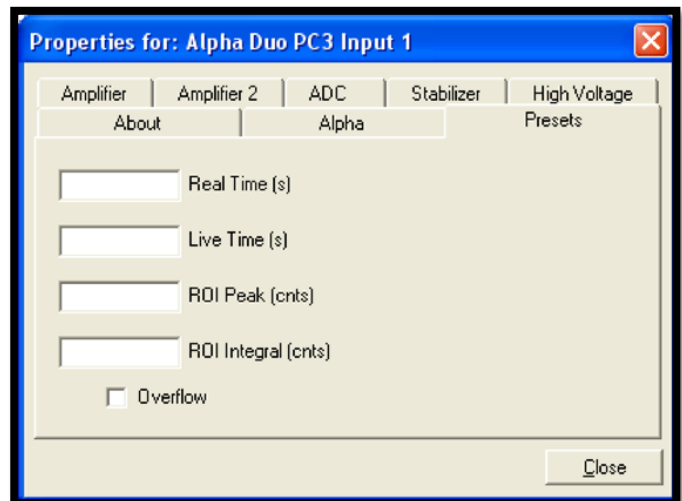 Properties for: Alpha Duo PC3 Input 1
Amplifier Amplifier 2 ADC Stabilizer High Voltage
About Alpha Presets
Real Time (s)
Live Time (s)
ROI Peak (cnts)
ROI Integral (cnts)
Overflow
Close